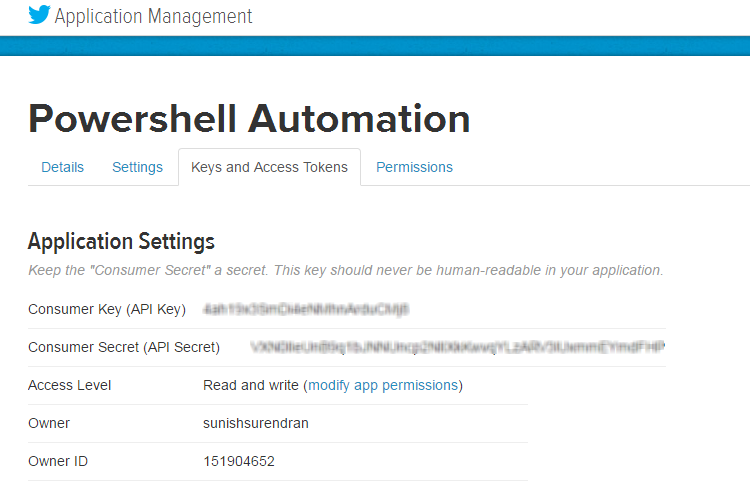 Application Management
Powershell Automation
Details Settings Keys and Access Tokens Permissions
Application Settings
Keep the "Consumer Secret" a secret. This key should never be human-readable in your application.
Consumer Key (API Key)
Consumer Secret (API Secret)
Access Level Read and write (modify app permissions)
Owner sunishsurendran
Owner ID 151904652